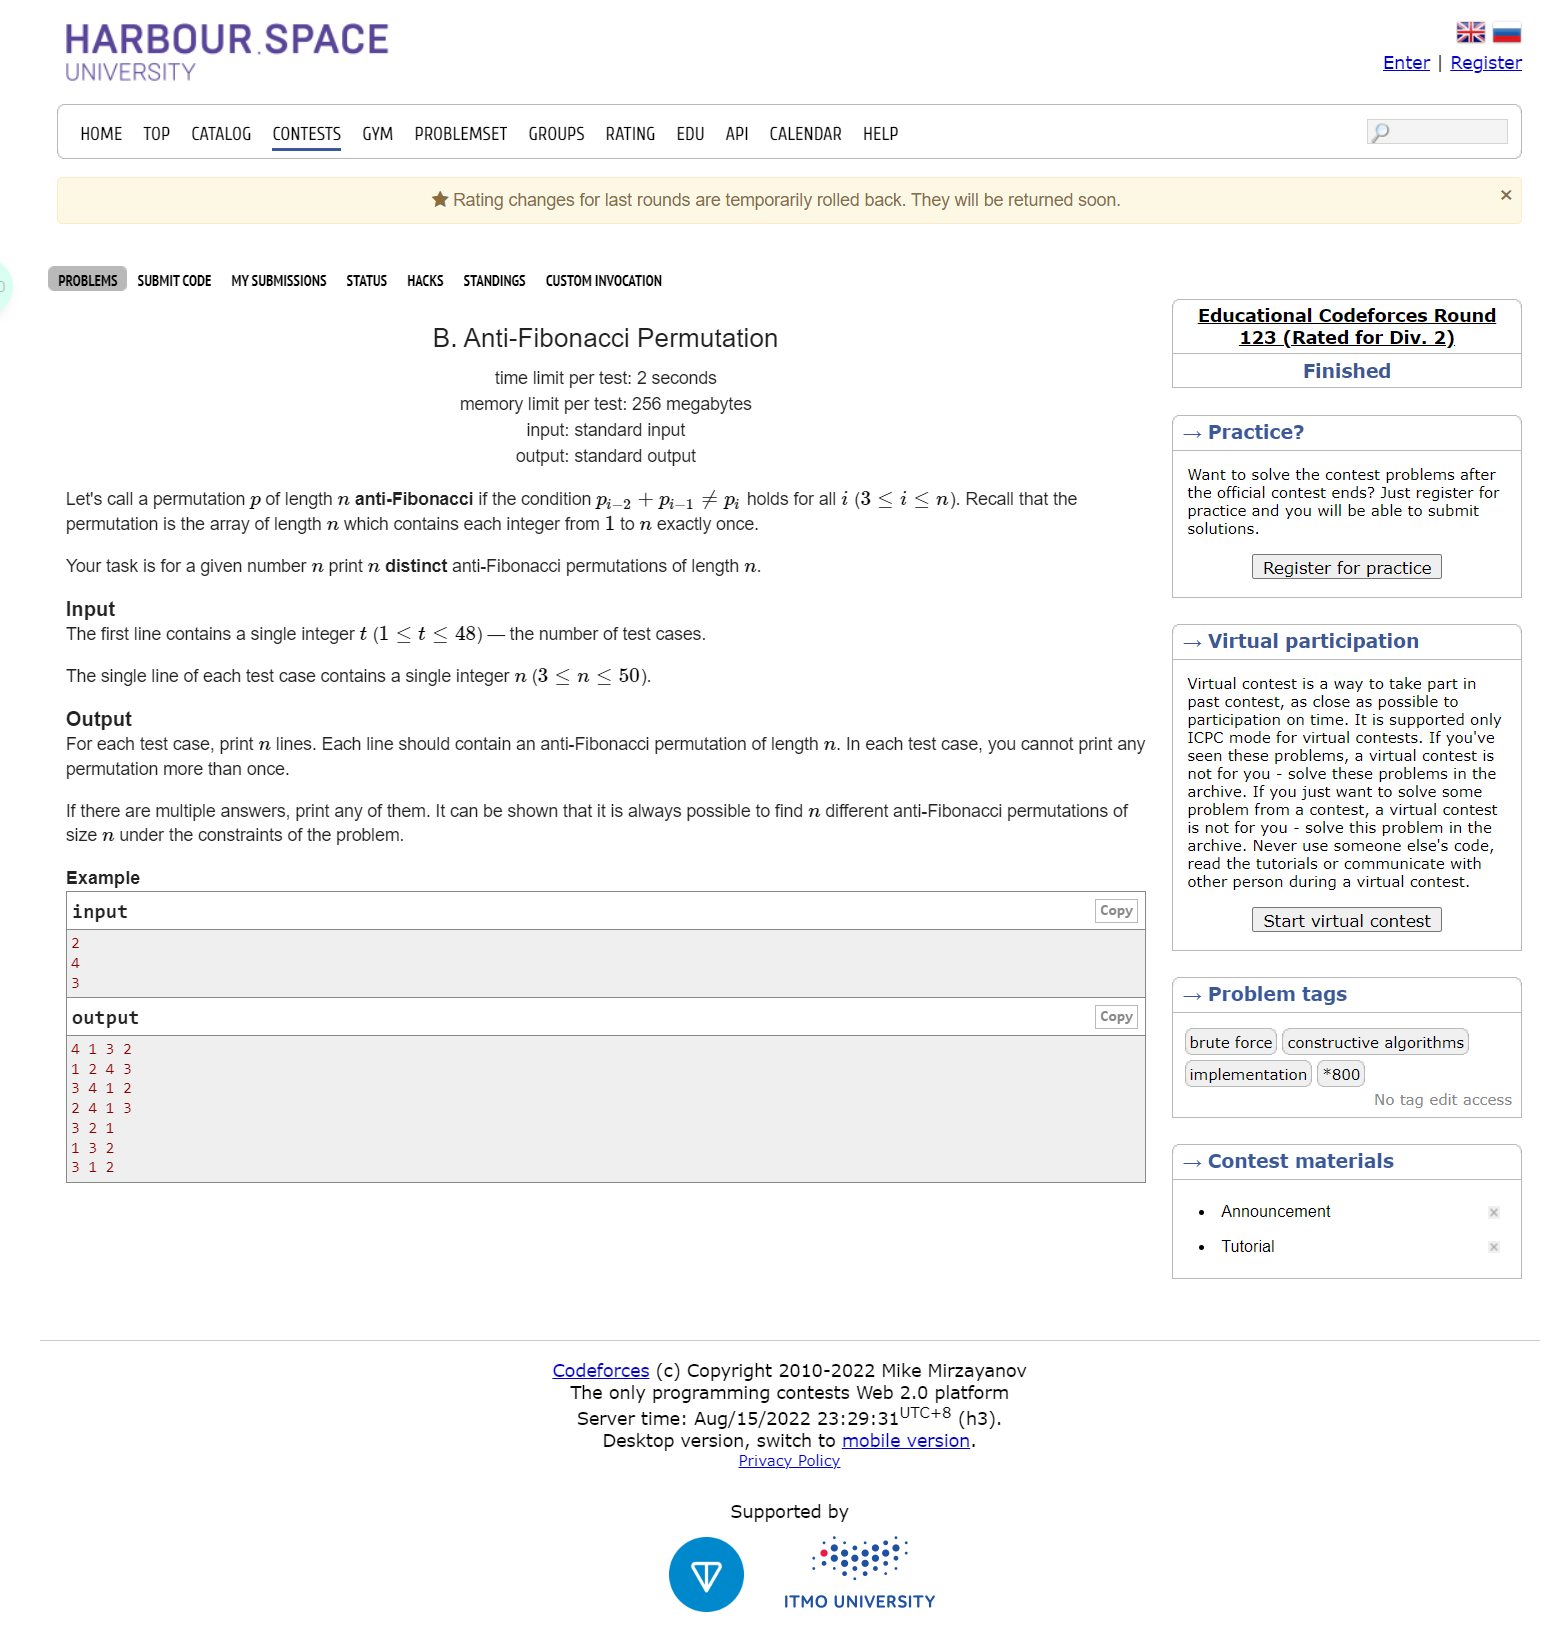 HARBOUR.SPACE
UNIVERSITY
Enter | Register
HOME TOP CATALOG CONTESTS GYM PROBLEMSET GROUPS RATING EDU API CALENDAR HELP
★ Rating changes for last rounds are temporarily rolled back. They will be returned soon. ×
PROBLEMS SUBMIT CODE MY SUBMISSIONS STATUS HACKS STANDINGS CUSTOM INVOCATION
B. Anti-Fibonacci Permutation
time limit per test: 2 seconds
memory limit per test: 256 megabytes
input: standard input
output: standard output
Let's call a permutation p of length n anti-Fibonacci if the condition p_{i−2} + p_{i−1} ≠ p_i holds for all i (3 ≤ i ≤ n). Recall that the
permutation is the array of length n which contains each integer from 1 to n exactly once.
Your task is for a given number n print n distinct anti-Fibonacci permutations of length n.
Input
The first line contains a single integer t (1 ≤ t ≤ 48) — the number of test cases.
The single line of each test case contains a single integer n (3 ≤ n ≤ 50).
Output
For each test case, print n lines. Each line should contain an anti-Fibonacci permutation of length n. In each test case, you cannot print any
permutation more than once.
If there are multiple answers, print any of them. It can be shown that it is always possible to find n different anti-Fibonacci permutations of
size n under the constraints of the problem.
Example
input Copy
2
4
3
output Copy
4 1 3 2
1 2 4 3
3 4 1 2
2 4 1 3
3 2 1
1 3 2
3 1 2
Educational Codeforces Round
123 (Rated for Div. 2)
Finished
→ Practice?
Want to solve the contest problems after
the official contest ends? Just register for
practice and you will be able to submit
solutions.
Register for practice
→ Virtual participation
Virtual contest is a way to take part in
past contest, as close as possible to
participation on time. It is supported only
ICPC mode for virtual contests. If you've
seen these problems, a virtual contest is
not for you - solve these problems in the
archive. If you just want to solve some
problem from a contest, a virtual contest
is not for you - solve this problem in the
archive. Never use someone else's code,
read the tutorials or communicate with
other person during a virtual contest.
Start virtual contest
→ Problem tags
brute force constructive algorithms
implementation *800
No tag edit access
→ Contest materials
• Announcement ×
• Tutorial ×
Codeforces (c) Copyright 2010-2022 Mike Mirzayanov
The only programming contests Web 2.0 platform
Server time: Aug/15/2022 23:29:31 UTC+8 (h3).
Desktop version, switch to mobile version.
Privacy Policy
Supported by
ITMO UNIVERSITY